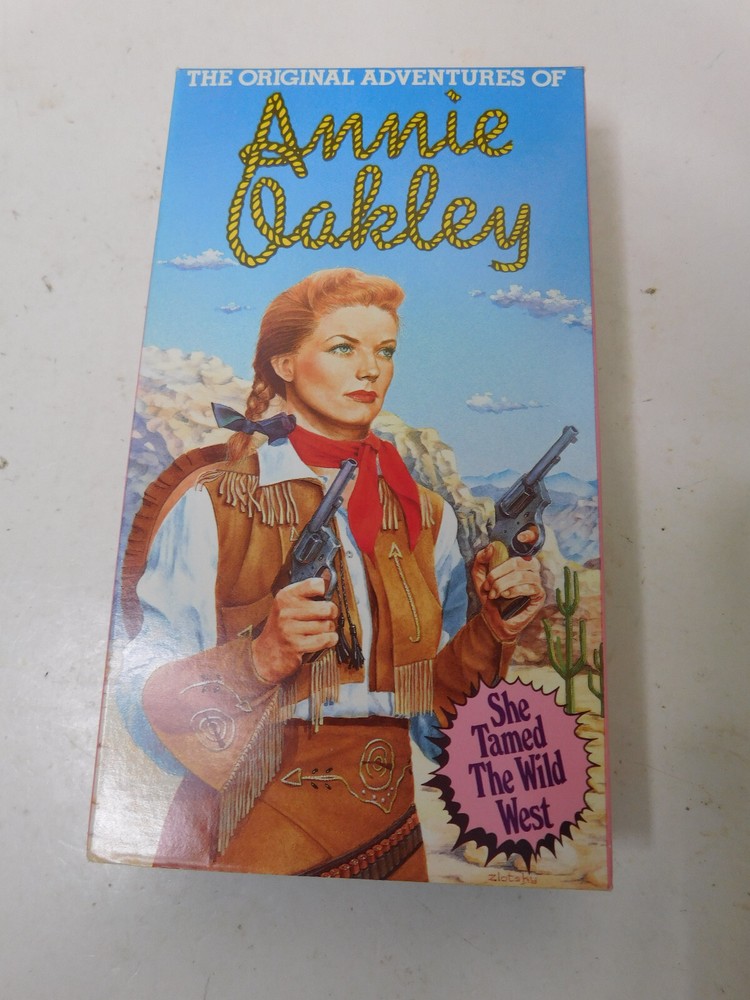 THE ORIGINAL ADVENTURES OF
Annie
Oakley
She
Tamed
The Wild
West